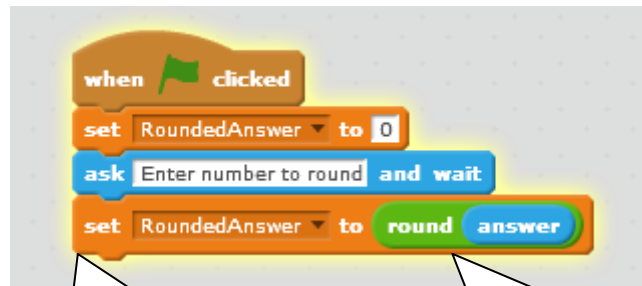 when clicked
set RoundedAnswer to 0
ask Enter number to round and wait
set RoundedAnswer to round answer